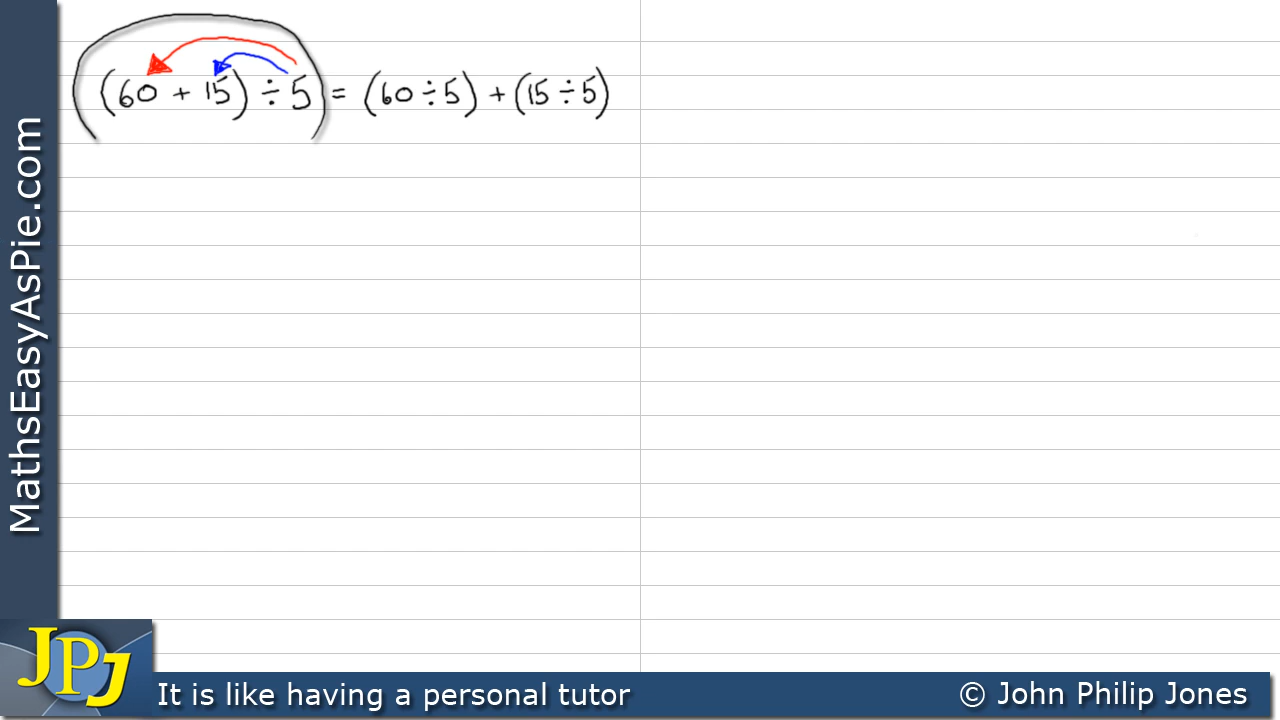 (60 + 15) ÷ 5 = (60 ÷ 5) + (15 ÷ 5)
MathsEasyAsPie.com
JPJ
It is like having a personal tutor
© John Philip Jones